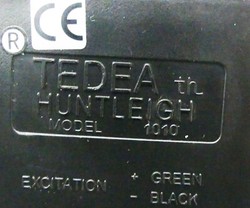 ® CE
TEDEA th
HUNTLEIGH
MODEL 1010
EXCITATION + GREEN
- BLACK